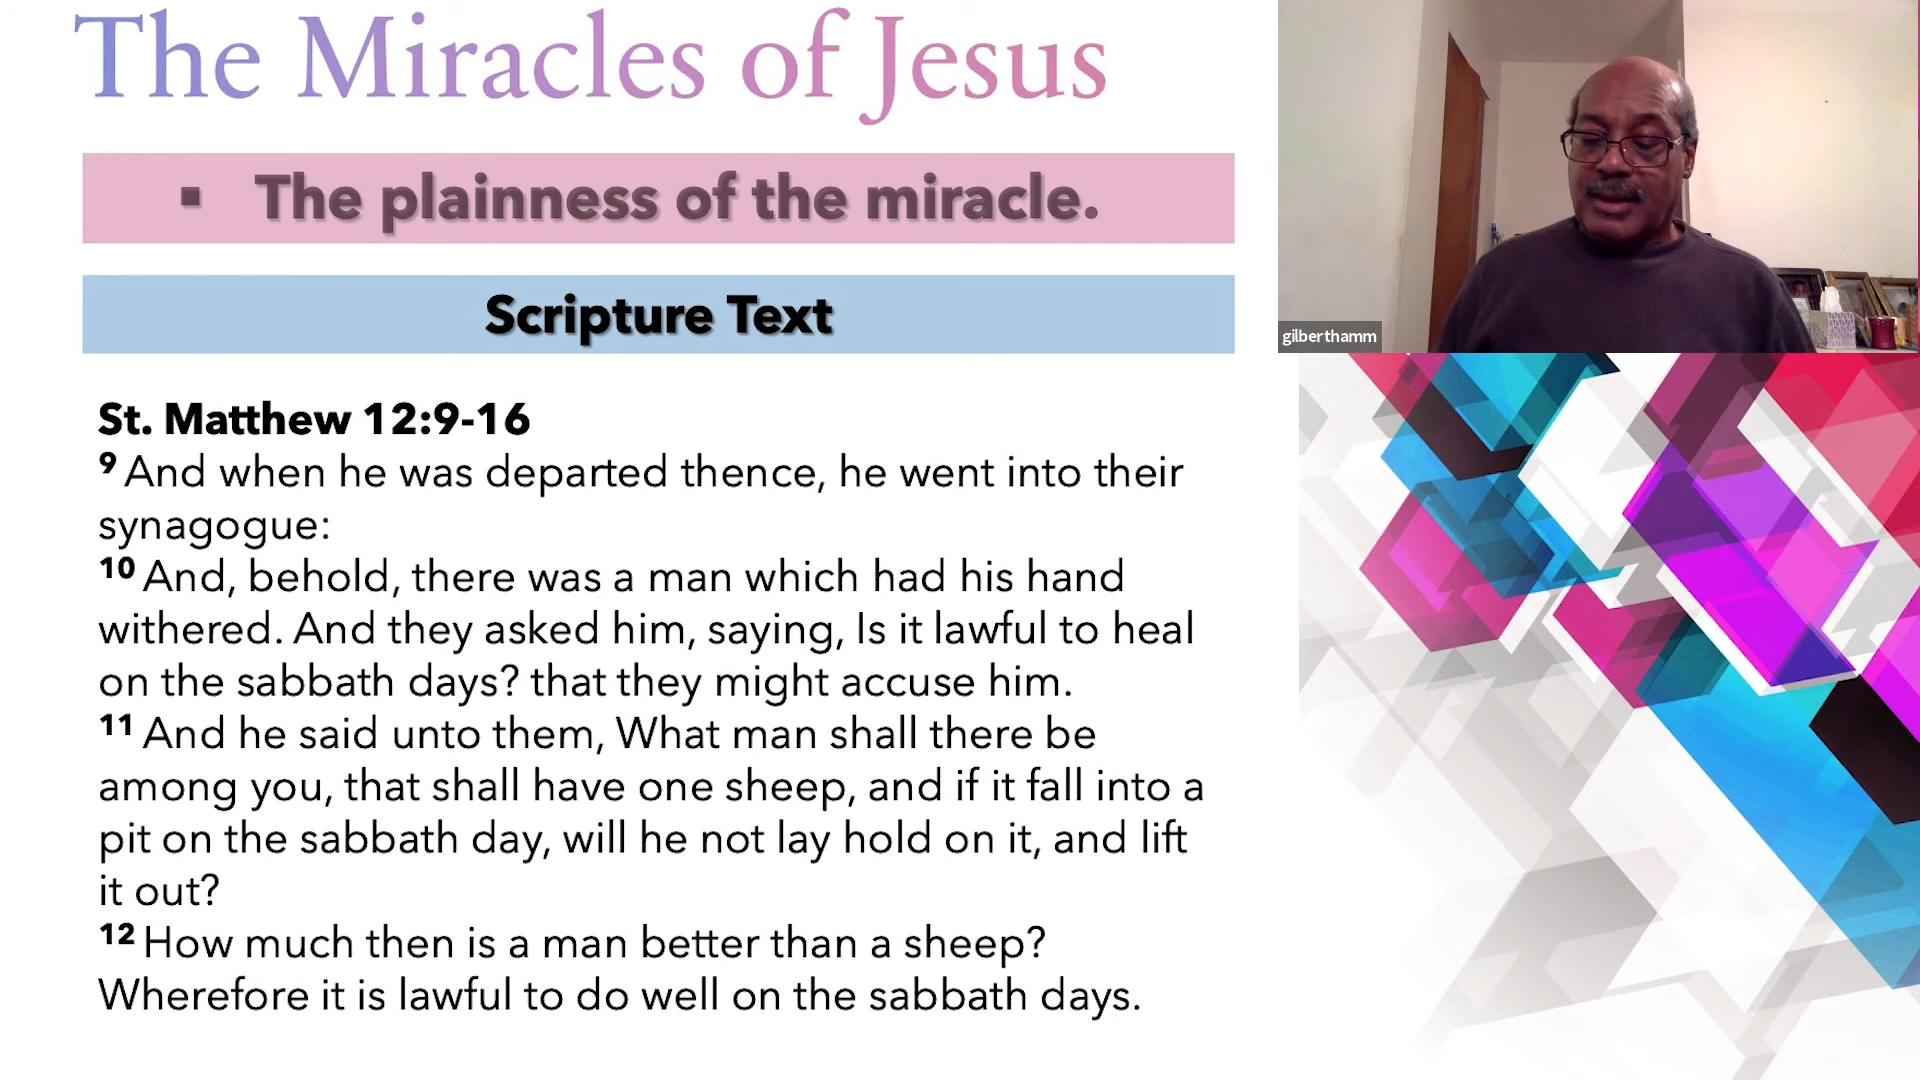 The Miracles of Jesus
▪ The plainness of the miracle.
Scripture Text
St. Matthew 12:9-16
9 And when he was departed thence, he went into their
synagogue:
10 And, behold, there was a man which had his hand
withered. And they asked him, saying, Is it lawful to heal
on the sabbath days? that they might accuse him.
11 And he said unto them, What man shall there be
among you, that shall have one sheep, and if it fall into a
pit on the sabbath day, will he not lay hold on it, and lift
it out?
12 How much then is a man better than a sheep?
Wherefore it is lawful to do well on the sabbath days.
gilberthamm